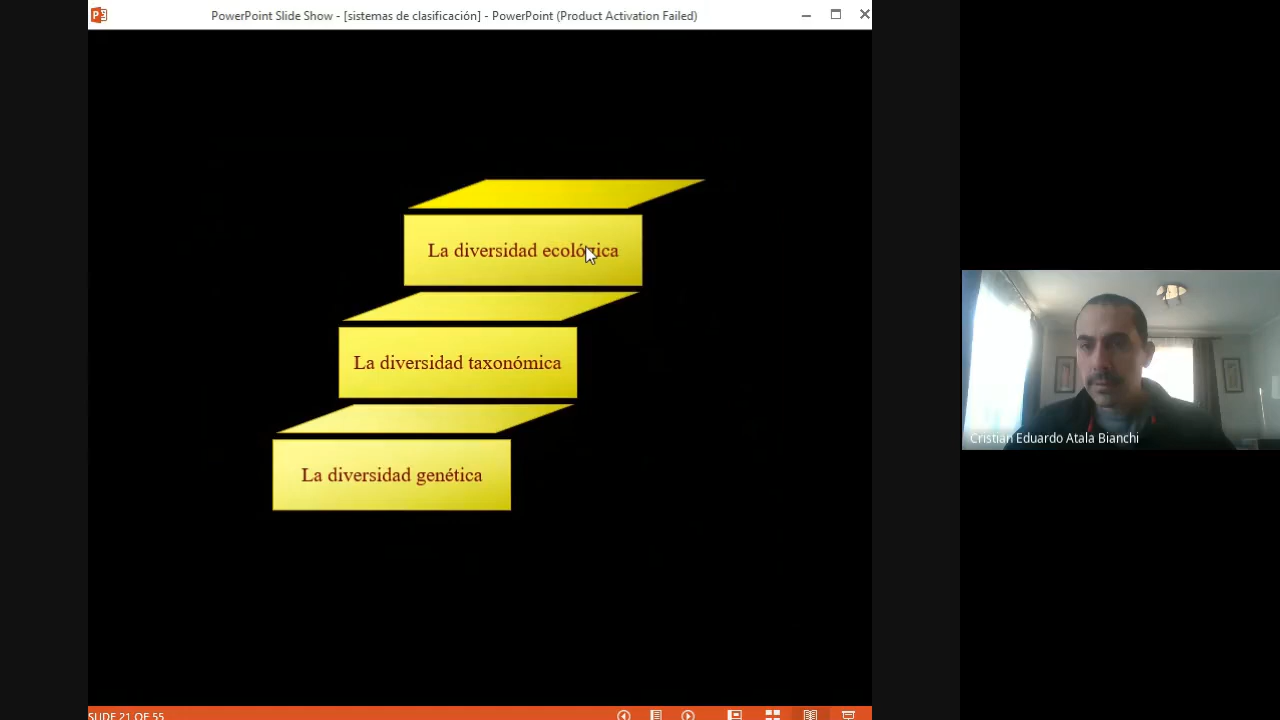 PowerPoint Slide Show - [sistemas de clasificación] - PowerPoint (Product Activation Failed)
La diversidad ecológica
La diversidad taxonómica
La diversidad genética
Cristian Eduardo Atala Bianchi
SLIDE 21 OF 55